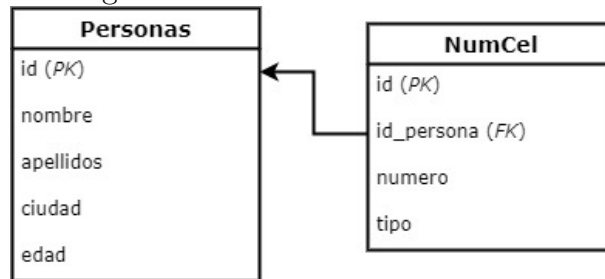 Personas
id (PK)
nombre
apellidos
ciudad
edad
NumCel
id (PK)
id_persona (FK)
numero
tipo